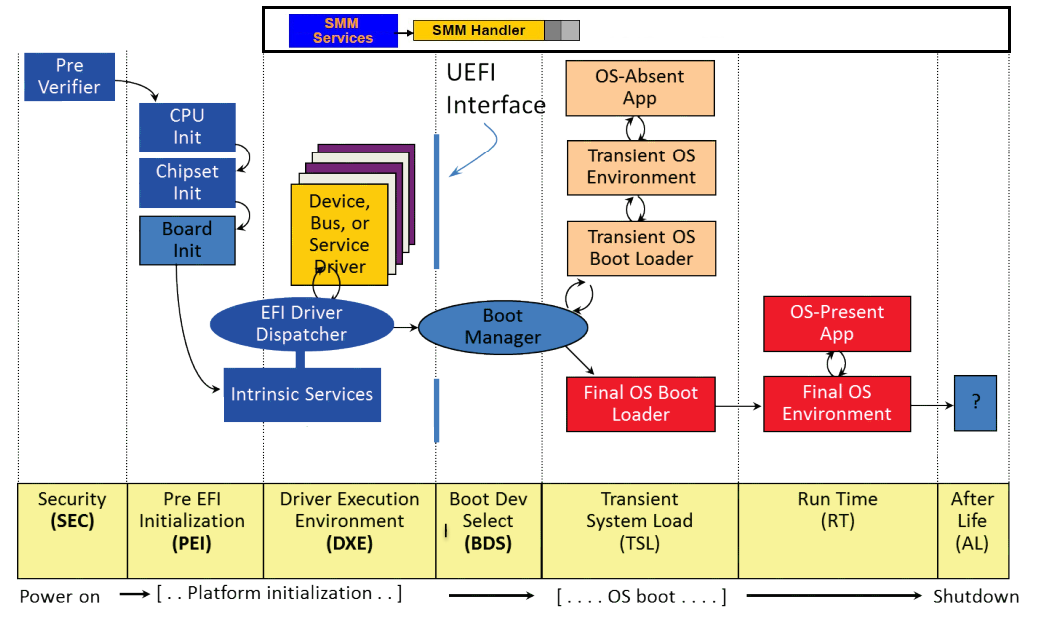 SMM
Services
SMM Handler
Pre
Verifier
CPU
Init
Chipset
Init
Board
Init
Device,
Bus, or
Service
Driver
EFI Driver
Dispatcher
Intrinsic Services
UEFI
Interface
Boot
Manager
OS-Absent
App
Transient OS
Environment
Transient OS
Boot Loader
Final OS Boot
Loader
OS-Present
App
Final OS
Environment
?
Security
(SEC)
Pre EFI
Initialization
(PEI)
Driver Execution
Environment
(DXE)
Boot Dev
Select
(BDS)
Transient
System Load
(TSL)
Run Time
(RT)
After
Life
(AL)
Power on
[ . . Platform initialization . . ]
[ . . . . OS boot . . . . ]
Shutdown